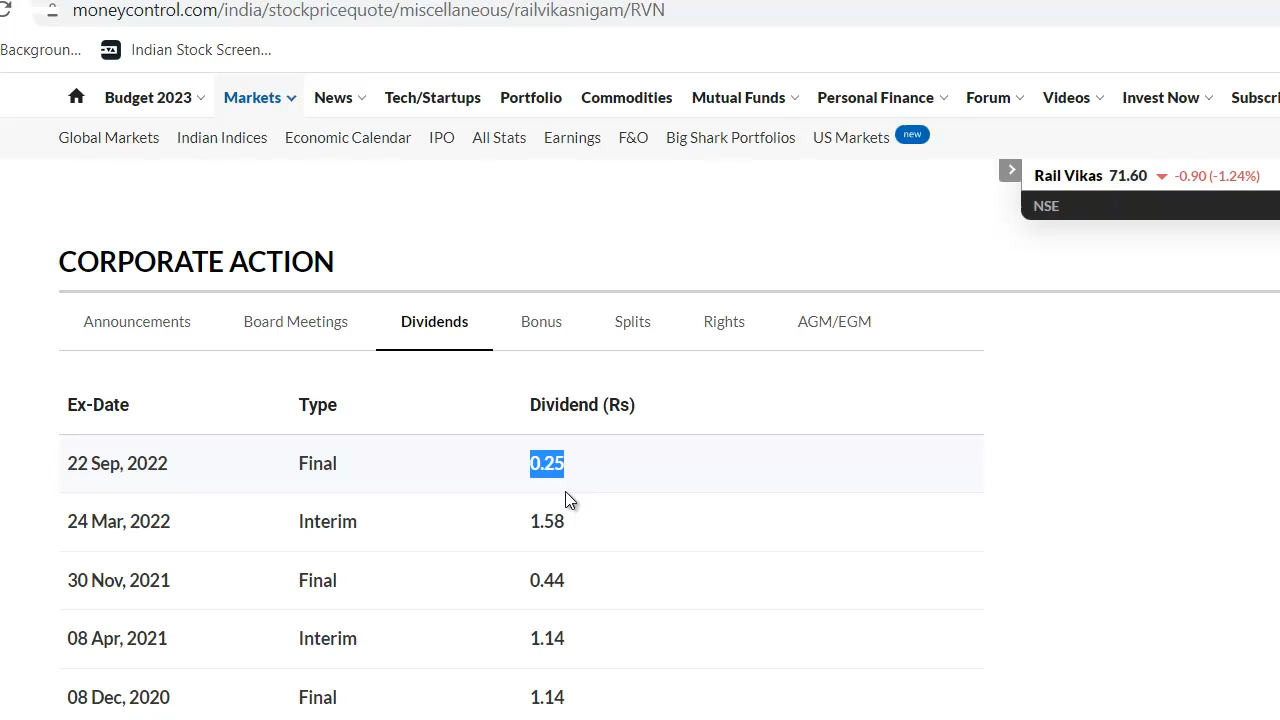 moneycontrol.com/india/stockpricequote/miscellaneous/railvikasnigam/RVN
Backgroun... Indian Stock Screen...
Budget 2023 Markets News Tech/Startups Portfolio Commodities Mutual Funds Personal Finance Forum Videos Invest Now Subscri
Global Markets Indian Indices Economic Calendar IPO All Stats Earnings F&O Big Shark Portfolios US Markets new
Rail Vikas 71.60 -0.90 (-1.24%)
NSE
CORPORATE ACTION
Announcements Board Meetings Dividends Bonus Splits Rights AGM/EGM
Ex-Date Type Dividend (Rs)
22 Sep, 2022 Final 0.25
24 Mar, 2022 Interim 1.58
30 Nov, 2021 Final 0.44
08 Apr, 2021 Interim 1.14
08 Dec, 2020 Final 1.14